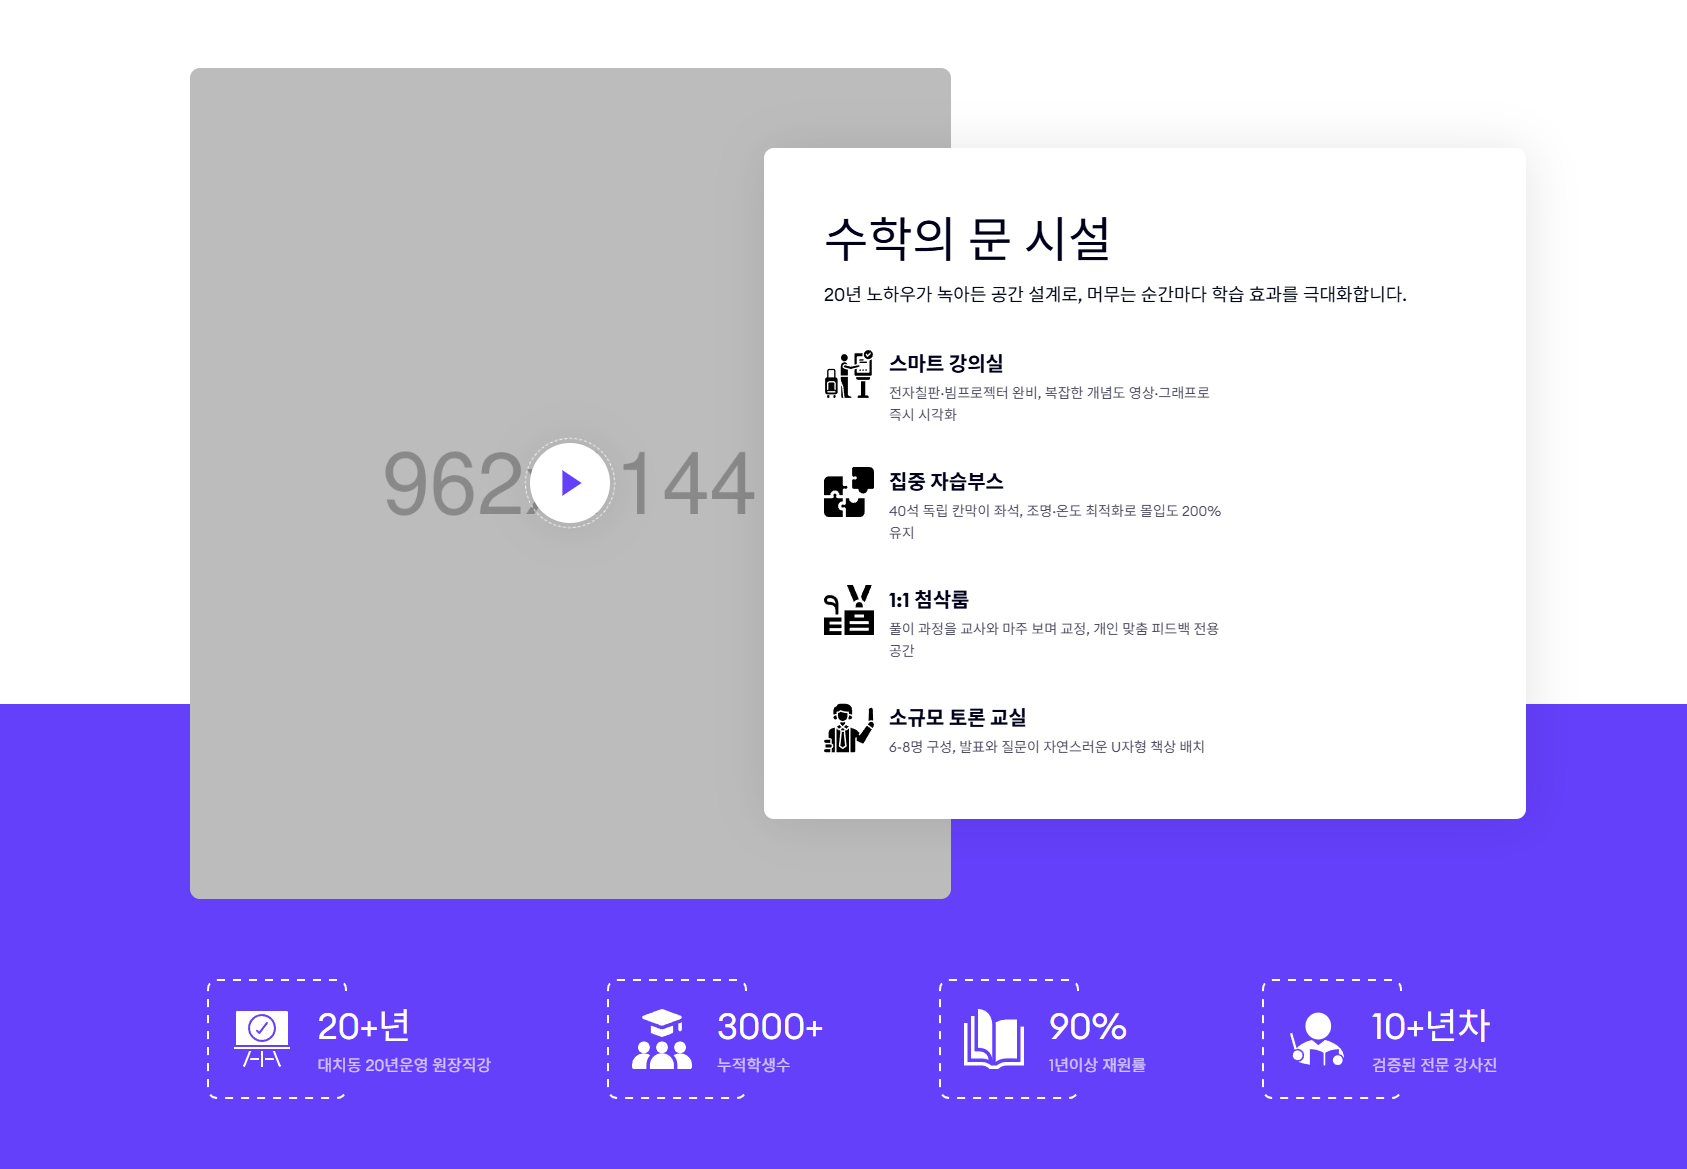 962x1144
수학의 문 시설
20년 노하우가 녹아든 공간 설계로, 머무는 순간마다 학습 효과를 극대화합니다.
스마트 강의실
전자칠판·빔프로젝터 완비, 복잡한 개념도 영상·그래프로
즉시 시각화
집중 자습부스
40석 독립 칸막이 좌석, 조명·온도 최적화로 몰입도 200%
유지
1:1 첨삭룸
풀이 과정을 교사와 마주 보며 교정, 개인 맞춤 피드백 전용
공간
소규모 토론 교실
6-8명 구성, 발표와 질문이 자연스러운 U자형 책상 배치
20+년
대치동 20년운영 원장직강
3000+
누적학생수
90%
1년이상 재원률
10+년차
검증된 전문 강사진